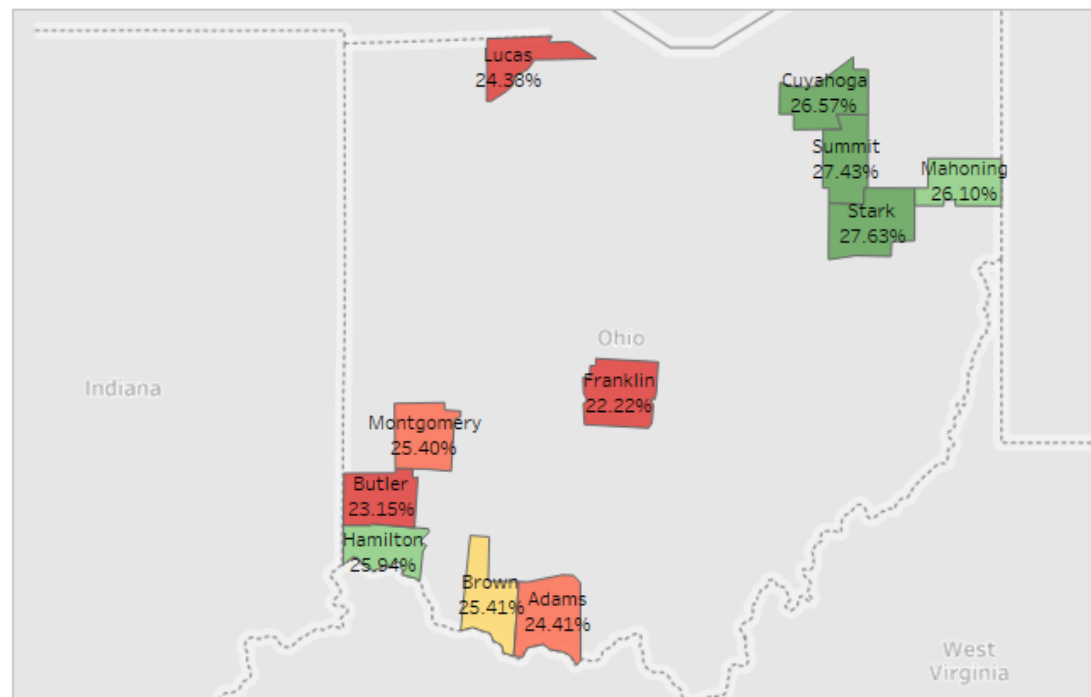 Lucas
24.38%
Cuyahoga
26.57%
Summit
27.43%
Mahoning
26.10%
Stark
27.63%
Ohio
Indiana
Franklin
22.22%
Montgomery
25.40%
Butler
23.15%
Hamilton
25.94%
Brown
25.41%
Adams
24.41%
West
Virginia